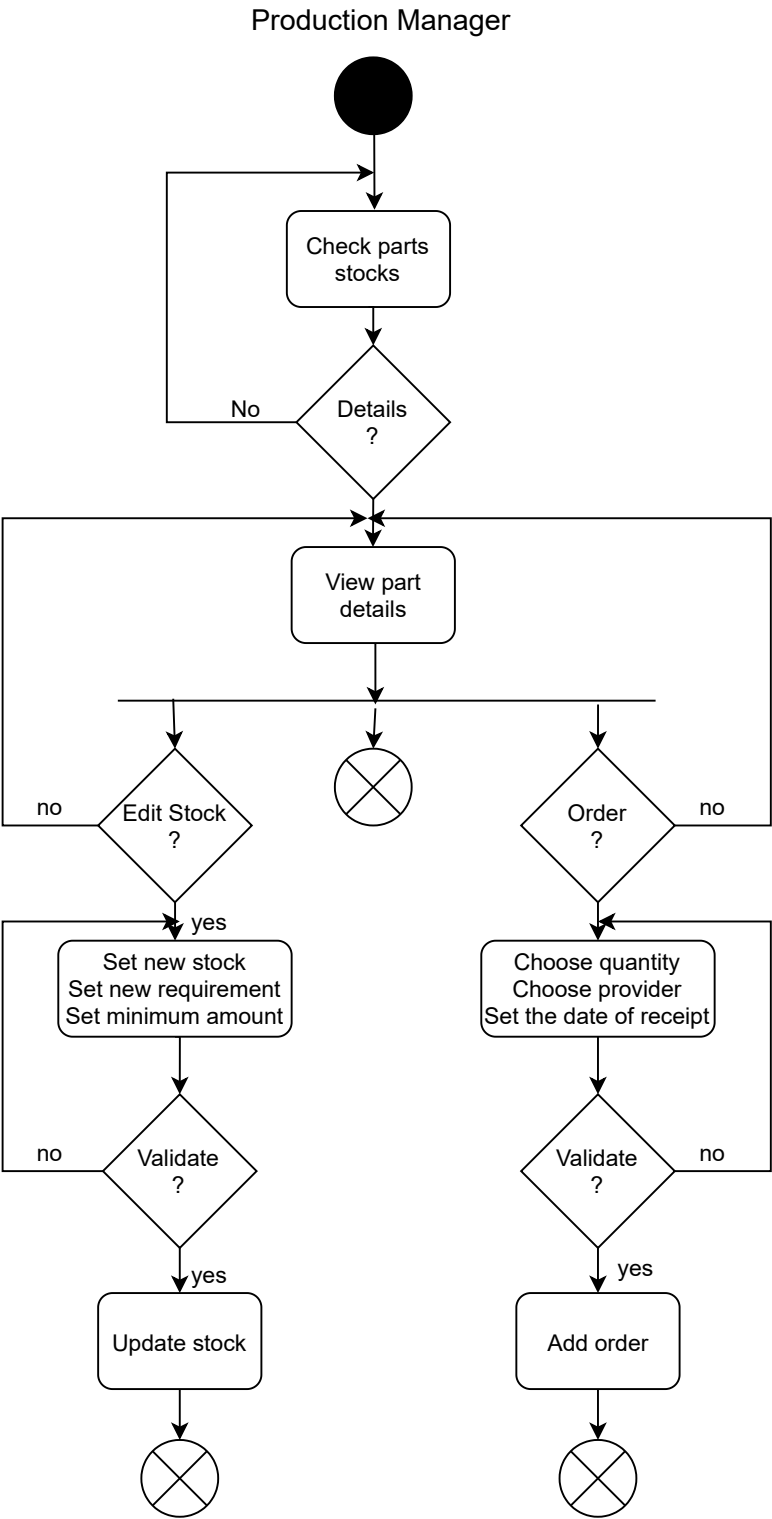 Production Manager
Check parts
stocks
No
Details
?
View part
details
no
Edit Stock
?
Order
?
no
yes
Set new stock
Set new requirement
Set minimum amount
Choose quantity
Choose provider
Set the date of receipt
no
Validate
?
Validate
?
no
yes
yes
Update stock
Add order